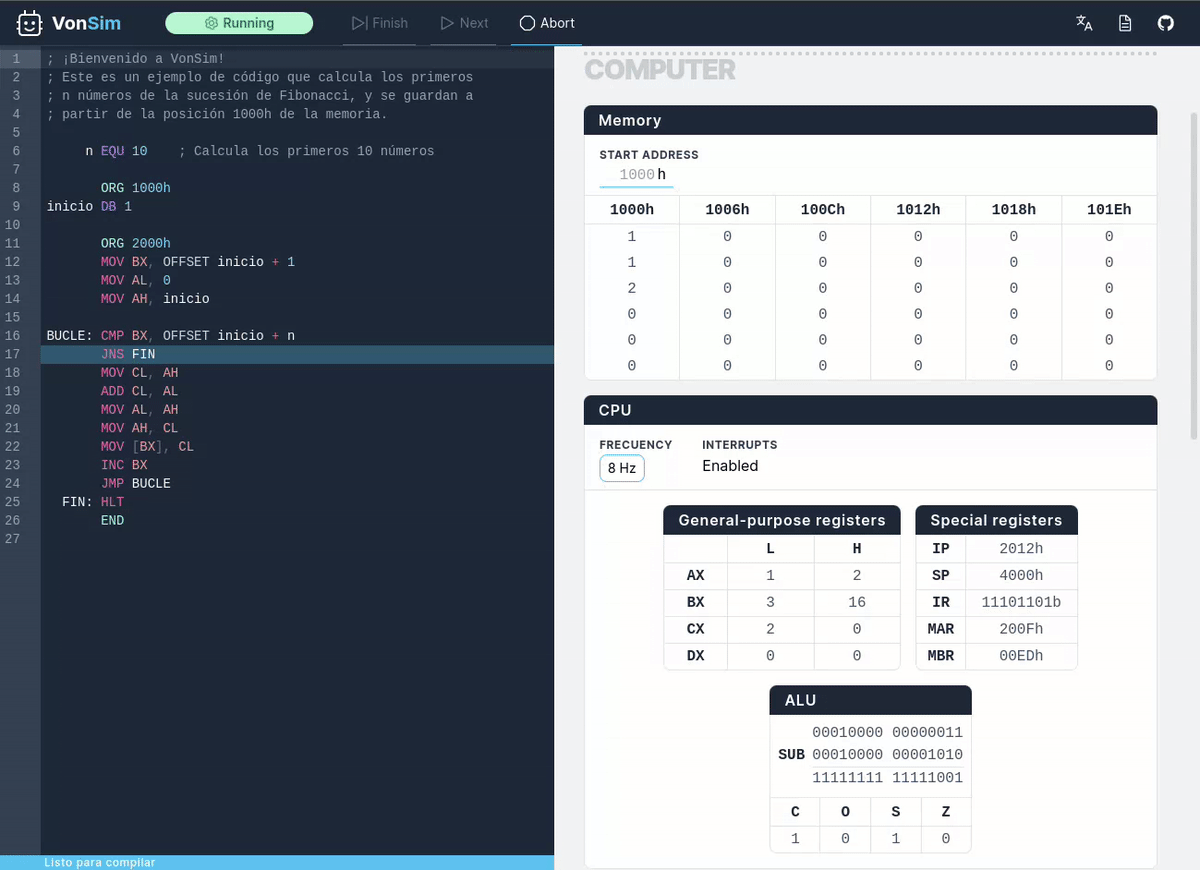 VonSim Running Finish Next Abort
1 ; ¡Bienvenido a VonSim!
2 ; Este es un ejemplo de código que calcula los primeros
3 ; n números de la sucesión de Fibonacci, y se guardan a
4 ; partir de la posición 1000h de la memoria.
5
6 n EQU 10 ; Calcula los primeros 10 números
7
8 ORG 1000h
9 inicio DB 1
10
11 ORG 2000h
12 MOV BX, OFFSET inicio + 1
13 MOV AL, 0
14 MOV AH, inicio
15
16 BUCLE: CMP BX, OFFSET inicio + n
17 JNS FIN
18 MOV CL, AH
19 ADD CL, AL
20 MOV AL, AH
21 MOV AH, CL
22 MOV [BX], CL
23 INC BX
24 JMP BUCLE
25 FIN: HLT
26 END
27
Listo para compilar
COMPUTER
Memory
START ADDRESS
1000 h
1000h 1006h 100Ch 1012h 1018h 101Eh
1 0 0 0 0 0
1 0 0 0 0 0
2 0 0 0 0 0
0 0 0 0 0 0
0 0 0 0 0 0
0 0 0 0 0 0
CPU
FRECUENCY INTERRUPTS
8 Hz Enabled
General-purpose registers
L H
AX 1 2
BX 3 16
CX 2 0
DX 0 0
Special registers
IP 2012h
SP 4000h
IR 11101101b
MAR 200Fh
MBR 00EDh
ALU
00010000 00000011
SUB 00010000 00001010
11111111 11111001
C O S Z
1 0 1 0